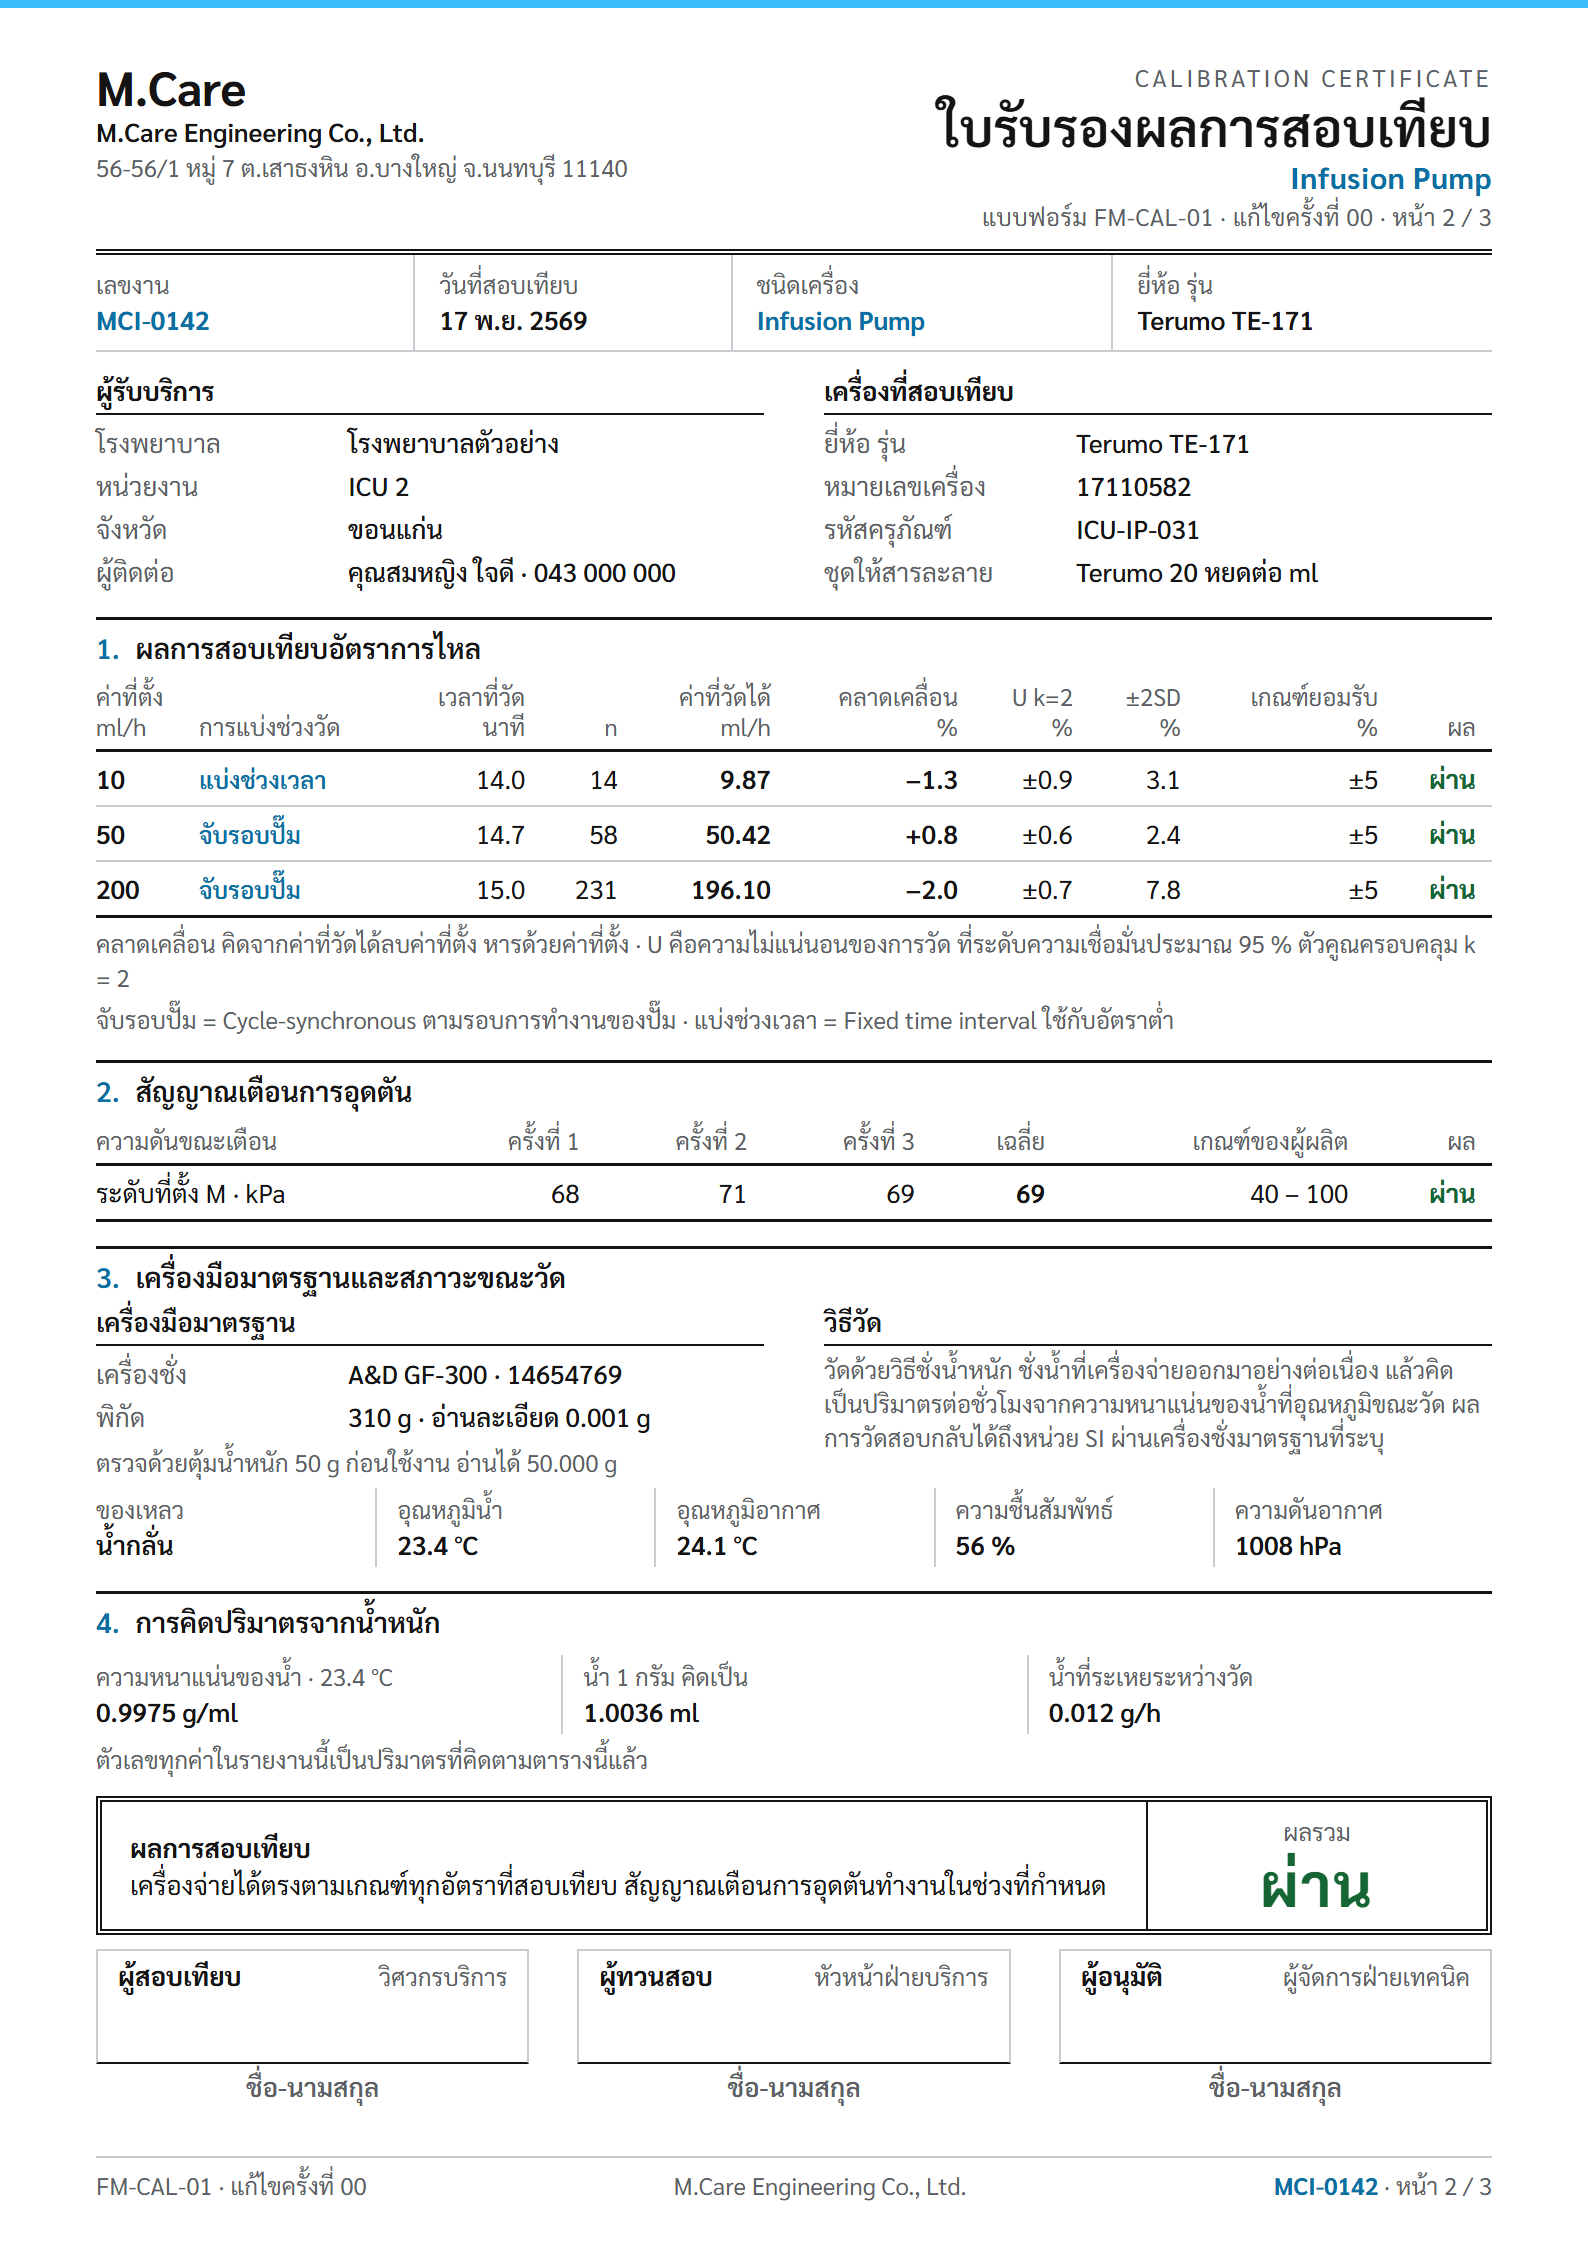 M.Care
M.Care Engineering Co., Ltd.
56-56/1 หมู่ 7 ต.เสาธงหิน อ.บางใหญ่ จ.นนทบุรี 11140
CALIBRATION CERTIFICATE
ใบรับรองผลการสอบเทียบ
Infusion Pump
แบบฟอร์ม FM-CAL-01 · แก้ไขครั้งที่ 00 · หน้า 2 / 3
เลขงาน วันที่สอบเทียบ ชนิดเครื่อง ยี่ห้อ รุ่น
MCI-0142 17 พ.ย. 2569 Infusion Pump Terumo TE-171
ผู้รับบริการ
โรงพยาบาล โรงพยาบาลตัวอย่าง
หน่วยงาน ICU 2
จังหวัด ขอนแก่น
ผู้ติดต่อ คุณสมหญิง ใจดี · 043 000 000
เครื่องที่สอบเทียบ
ยี่ห้อ รุ่น Terumo TE-171
หมายเลขเครื่อง 17110582
รหัสครุภัณฑ์ ICU-IP-031
ชุดให้สารละลาย Terumo 20 หยดต่อ ml
1. ผลการสอบเทียบอัตราการไหล
ค่าที่ตั้ง เวลาที่วัด ค่าที่วัดได้ คลาดเคลื่อน U k=2 ±2SD เกณฑ์ยอมรับ
ml/h การแบ่งช่วงวัด นาที n ml/h % % % % ผล
10 แบ่งช่วงเวลา 14.0 14 9.87 −1.3 ±0.9 3.1 ±5 ผ่าน
50 จับรอบปั๊ม 14.7 58 50.42 +0.8 ±0.6 2.4 ±5 ผ่าน
200 จับรอบปั๊ม 15.0 231 196.10 −2.0 ±0.7 7.8 ±5 ผ่าน
คลาดเคลื่อน คิดจากค่าที่วัดได้ลบค่าที่ตั้ง หารด้วยค่าที่ตั้ง · U คือความไม่แน่นอนของการวัด ที่ระดับความเชื่อมั่นประมาณ 95 % ตัวคูณครอบคลุม k
= 2
จับรอบปั๊ม = Cycle-synchronous ตามรอบการทำงานของปั๊ม · แบ่งช่วงเวลา = Fixed time interval ใช้กับอัตราต่ำ
2. สัญญาณเตือนการอุดตัน
ความดันขณะเตือน ครั้งที่ 1 ครั้งที่ 2 ครั้งที่ 3 เฉลี่ย เกณฑ์ของผู้ผลิต ผล
ระดับที่ตั้ง M · kPa 68 71 69 69 40 – 100 ผ่าน
3. เครื่องมือมาตรฐานและสภาวะขณะวัด
เครื่องมือมาตรฐาน
เครื่องชั่ง A&D GF-300 · 14654769
พิกัด 310 g · อ่านละเอียด 0.001 g
ตรวจด้วยตุ้มน้ำหนัก 50 g ก่อนใช้งาน อ่านได้ 50.000 g
วิธีวัด
วัดด้วยวิธีชั่งน้ำหนัก ชั่งน้ำที่เครื่องจ่ายออกมาอย่างต่อเนื่อง แล้วคิด
เป็นปริมาตรต่อชั่วโมงจากความหนาแน่นของน้ำที่อุณหภูมิขณะวัด ผล
การวัดสอบกลับได้ถึงหน่วย SI ผ่านเครื่องชั่งมาตรฐานที่ระบุ
ของเหลว อุณหภูมิน้ำ อุณหภูมิอากาศ ความชื้นสัมพัทธ์ ความดันอากาศ
น้ำกลั่น 23.4 °C 24.1 °C 56 % 1008 hPa
4. การคิดปริมาตรจากน้ำหนัก
ความหนาแน่นของน้ำ · 23.4 °C น้ำ 1 กรัม คิดเป็น น้ำที่ระเหยระหว่างวัด
0.9975 g/ml 1.0036 ml 0.012 g/h
ตัวเลขทุกค่าในรายงานนี้เป็นปริมาตรที่คิดตามตารางนี้แล้ว
ผลการสอบเทียบ
เครื่องจ่ายได้ตรงตามเกณฑ์ทุกอัตราที่สอบเทียบ สัญญาณเตือนการอุดตันทำงานในช่วงที่กำหนด
ผลรวม
ผ่าน
ผู้สอบเทียบ วิศวกรบริการ
ชื่อ-นามสกุล
ผู้ทวนสอบ หัวหน้าฝ่ายบริการ
ชื่อ-นามสกุล
ผู้อนุมัติ ผู้จัดการฝ่ายเทคนิค
ชื่อ-นามสกุล
FM-CAL-01 · แก้ไขครั้งที่ 00 M.Care Engineering Co., Ltd. MCI-0142 · หน้า 2 / 3